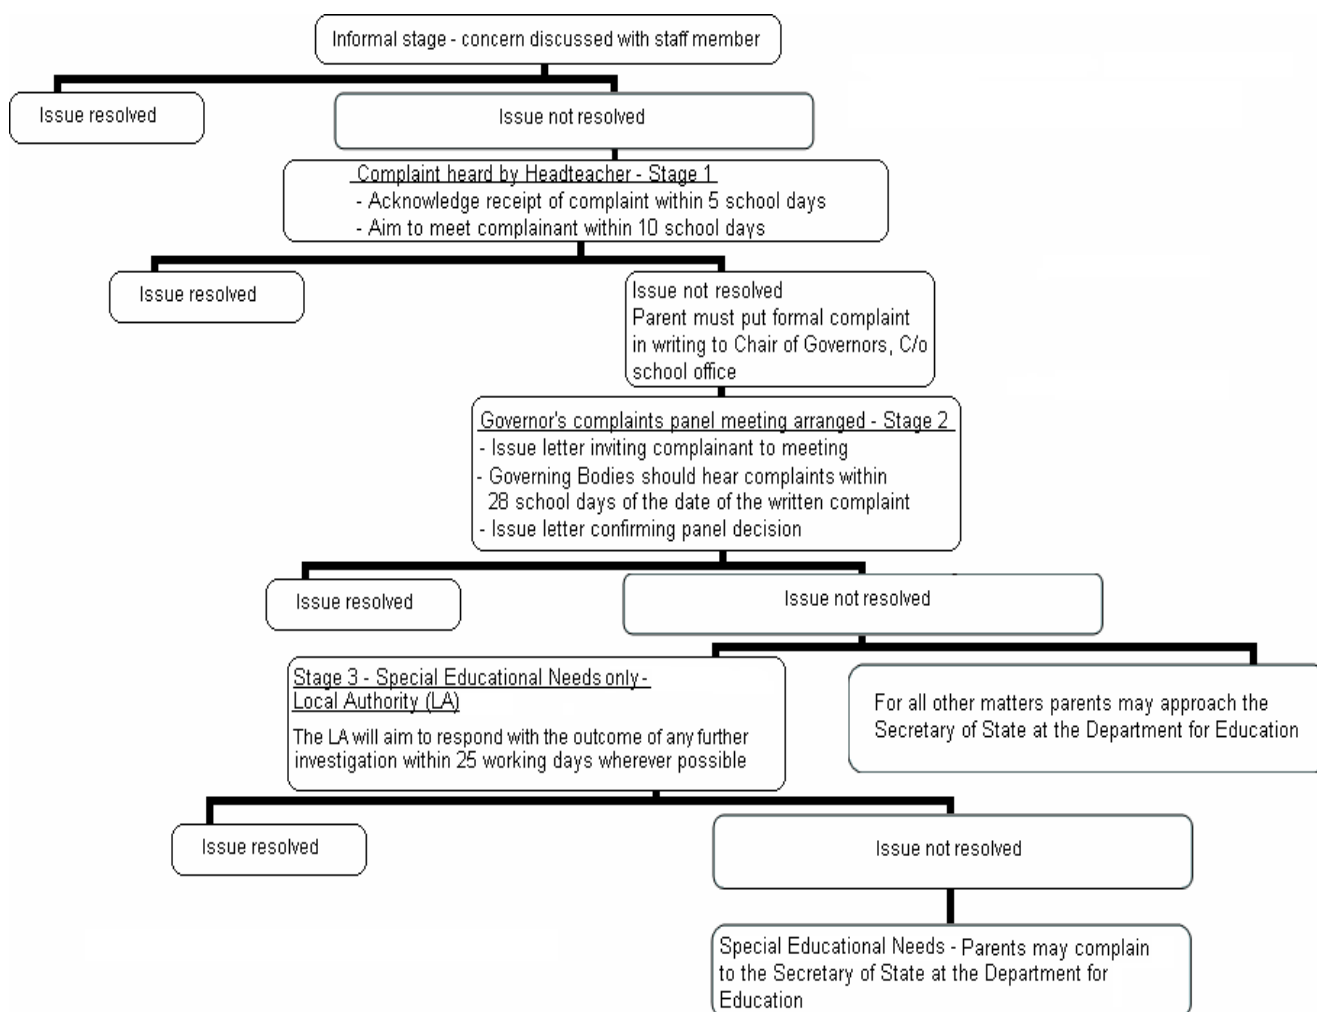 Informal stage - concern discussed with staff member
Issue resolved
Issue not resolved
Complaint heard by Headteacher - Stage 1
- Acknowledge receipt of complaint within 5 school days
- Aim to meet complainant within 10 school days
Issue resolved
Issue not resolved
Parent must put formal complaint
in writing to Chair of Governors, C/o
school office
Governor's complaints panel meeting arranged - Stage 2
- Issue letter inviting complainant to meeting
- Governing Bodies should hear complaints within
28 school days of the date of the written complaint
- Issue letter confirming panel decision
Issue resolved
Issue not resolved
Stage 3 - Special Educational Needs only -
Local Authority (LA)
The LA will aim to respond with the outcome of any further
investigation within 25 working days wherever possible
For all other matters parents may approach the
Secretary of State at the Department for Education
Issue resolved
Issue not resolved
Special Educational Needs - Parents may complain
to the Secretary of State at the Department for
Education